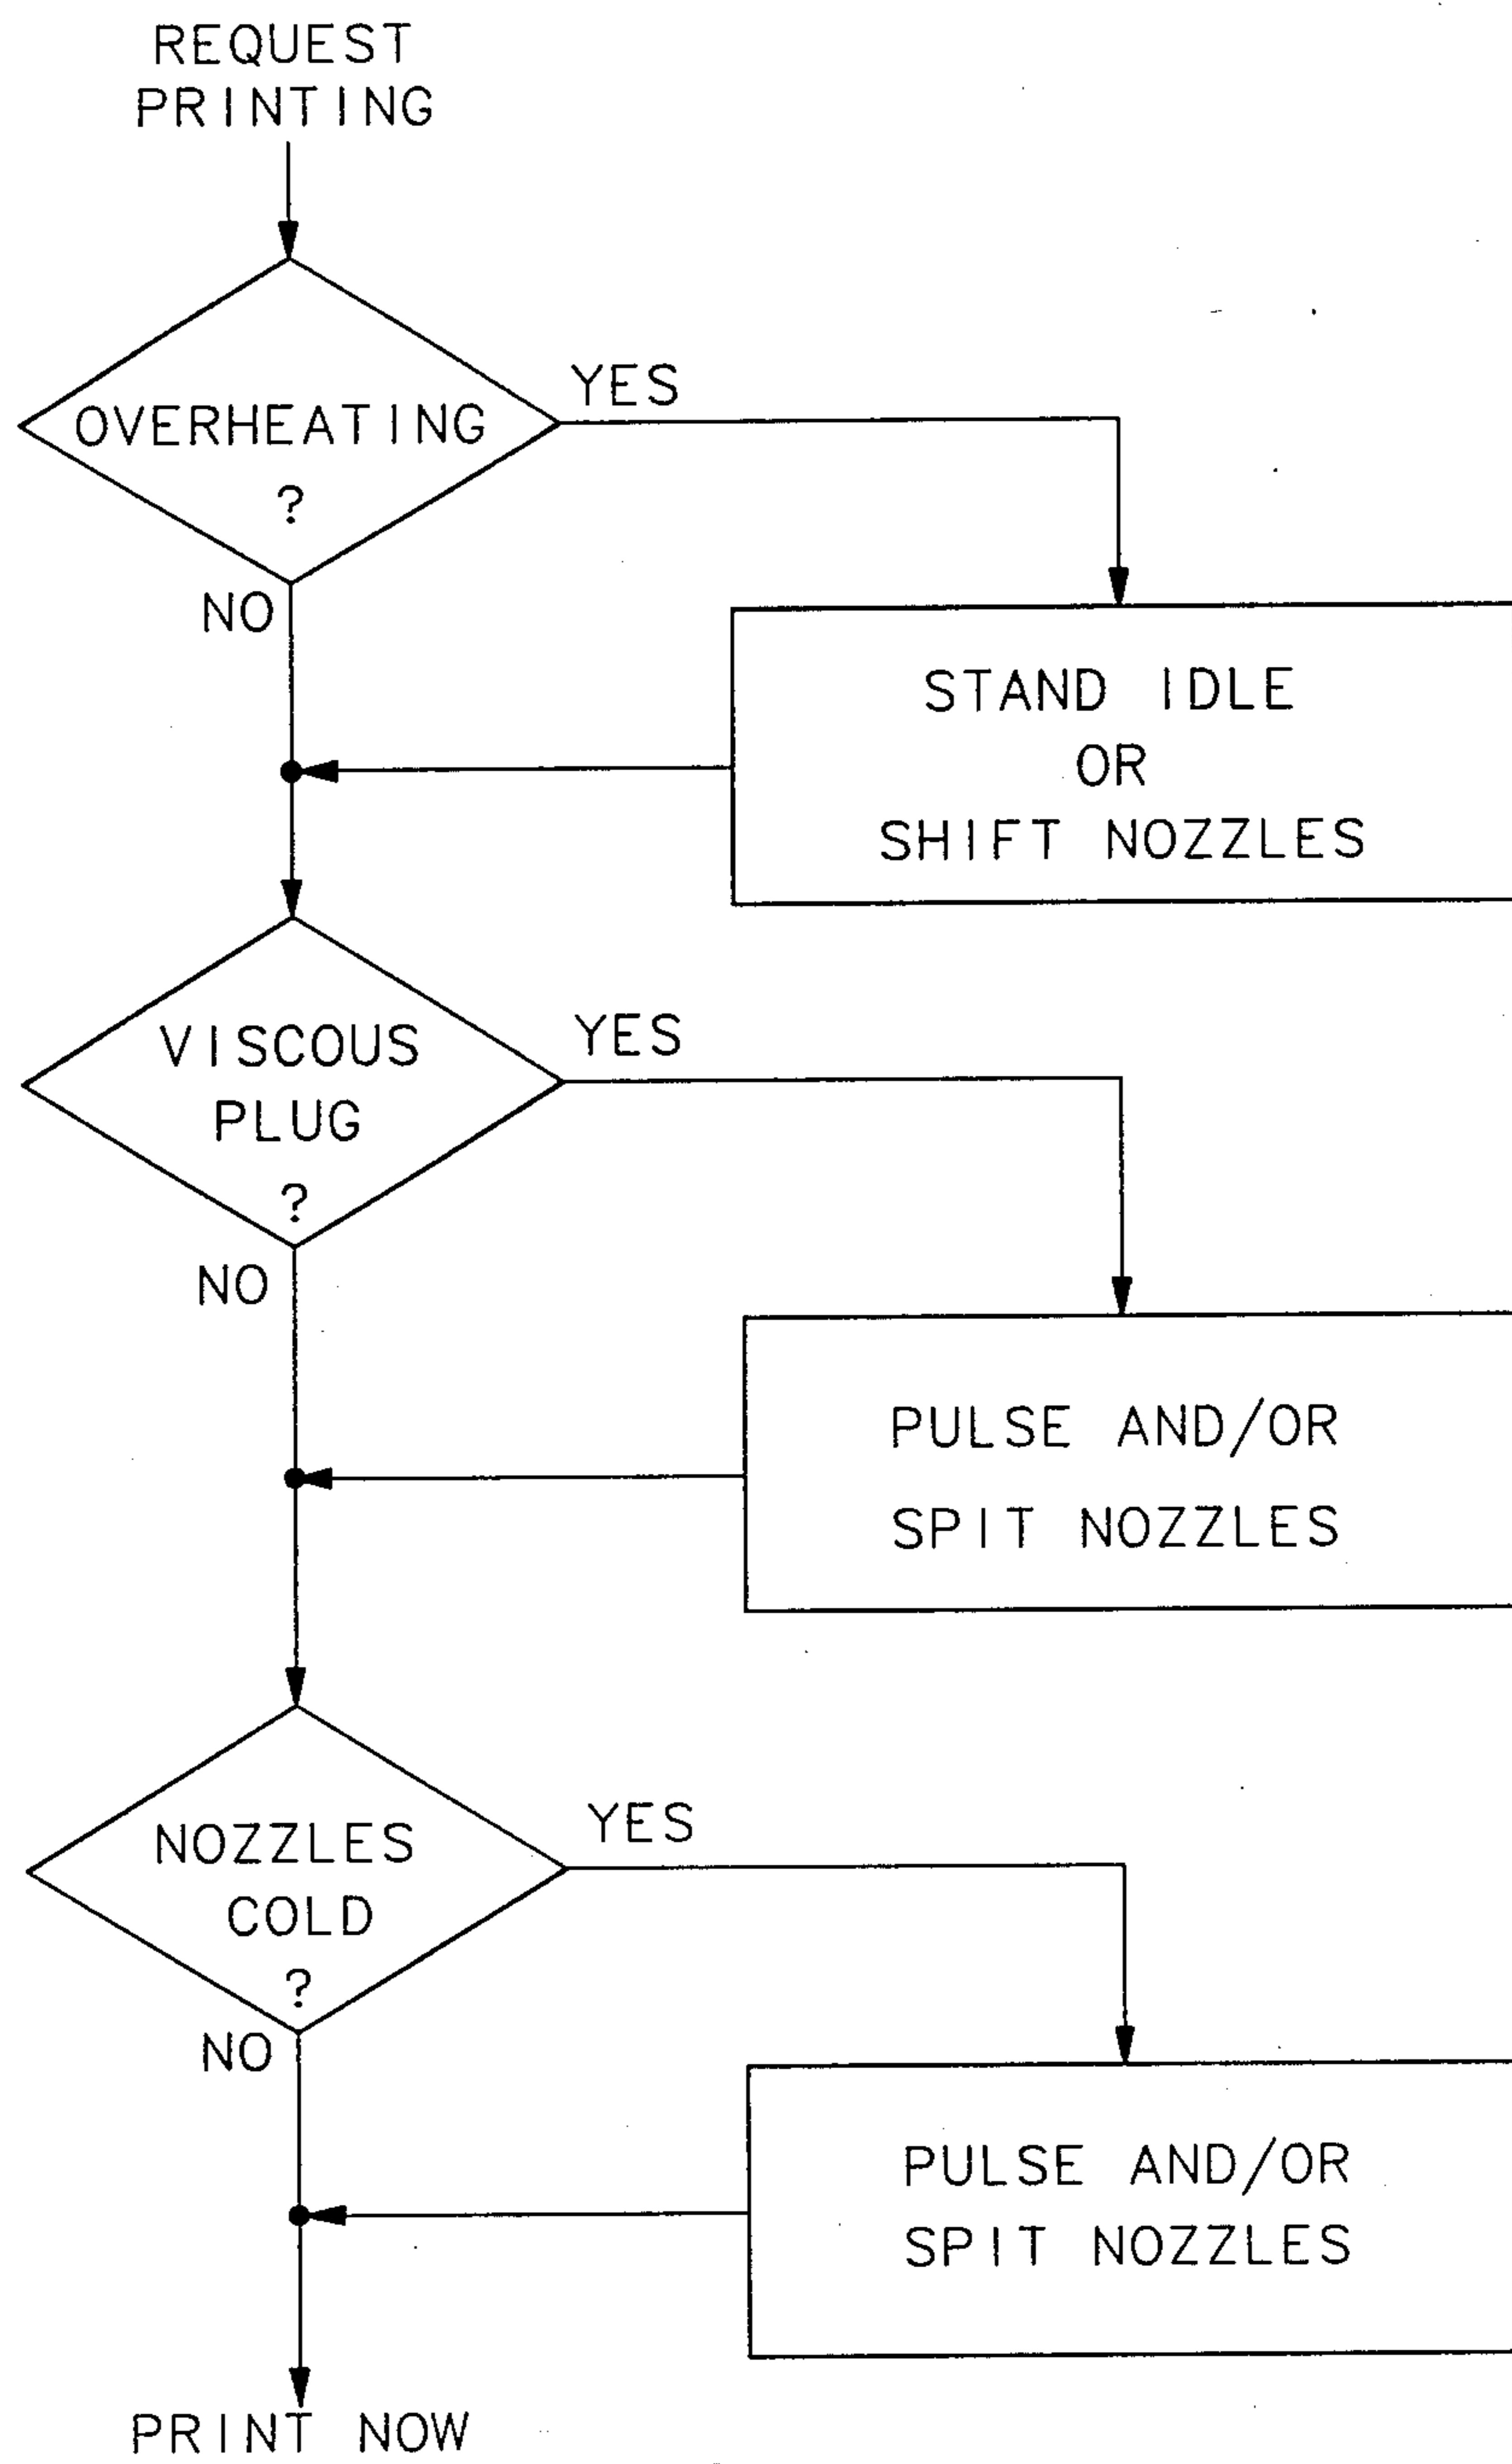 REQUEST
PRINTING
OVERHEATING
?
YES
NO
STAND IDLE
OR
SHIFT NOZZLES
VISCOUS
PLUG
?
YES
NO
PULSE AND/OR
SPIT NOZZLES
NOZZLES
COLD
?
YES
NO
PULSE AND/OR
SPIT NOZZLES
PRINT NOW